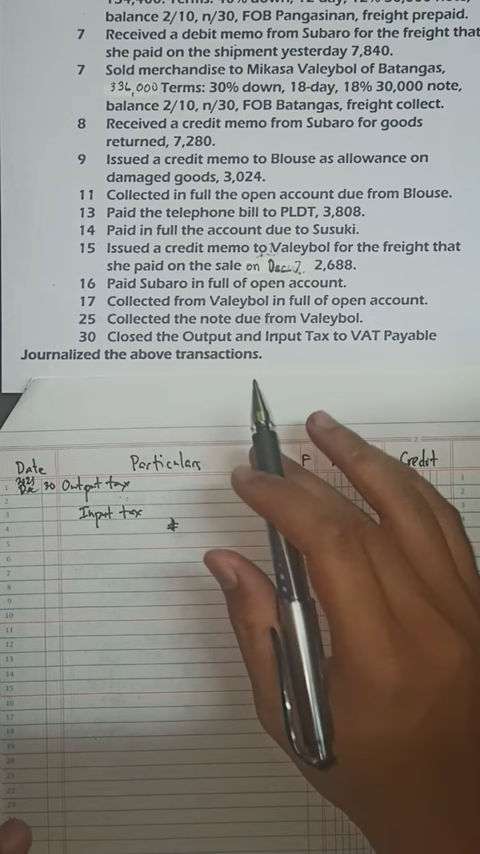 balance 2/10, n/30, FOB Pangasinan, freight prepaid.
7 Received a debit memo from Subaro for the freight that
she paid on the shipment yesterday 7,840.
7 Sold merchandise to Mikasa Valeybol of Batangas,
336,000 Terms: 30% down, 18-day, 18% 30,000 note,
balance 2/10, n/30, FOB Batangas, freight collect.
8 Received a credit memo from Subaro for goods
returned, 7,280.
9 Issued a credit memo to Blouse as allowance on
damaged goods, 3,024.
11 Collected in full the open account due from Blouse.
13 Paid the telephone bill to PLDT, 3,808.
14 Paid in full the account due to Susuki.
15 Issued a credit memo to Valeybol for the freight that
she paid on the sale on Dec. 7, 2,688.
16 Paid Subaro in full of open account.
17 Collected from Valeybol in full of open account.
25 Collected the note due from Valeybol.
30 Closed the Output and Input Tax to VAT Payable
Journalized the above transactions.
Date Particulars F Credit
30 Output tax
Input tax